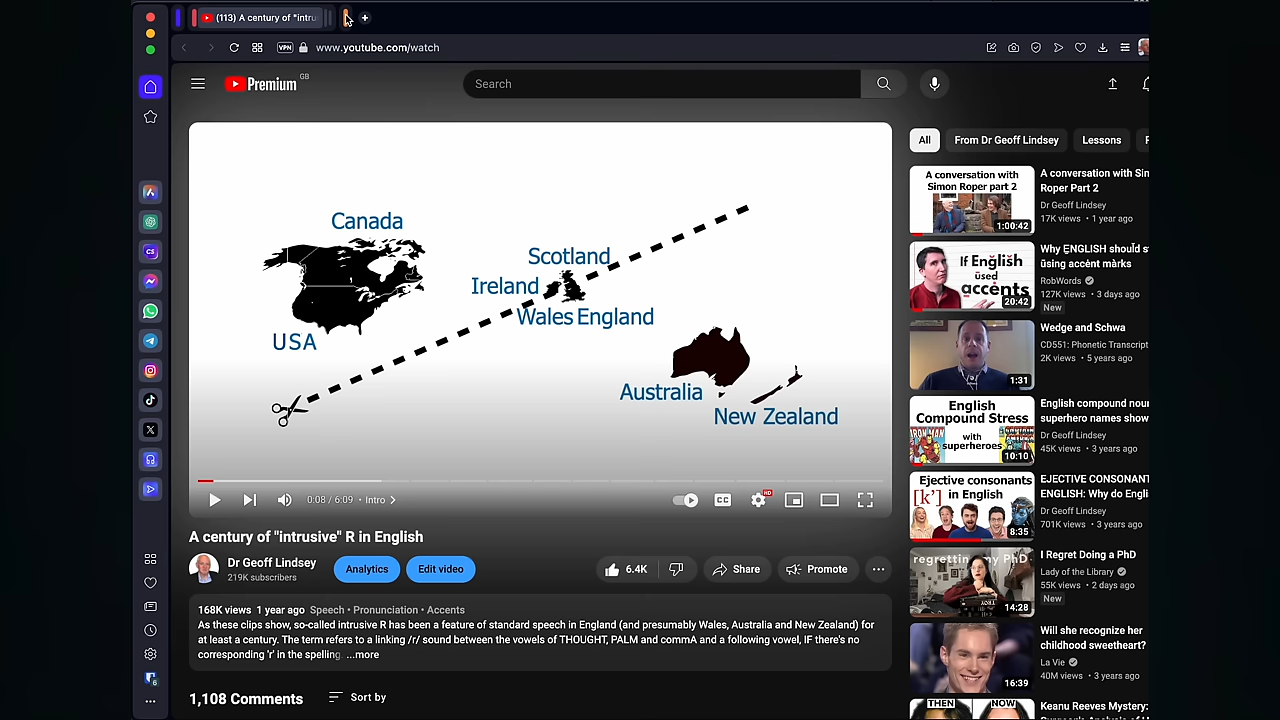 (113) A century of "intru
VPN
www.youtube.com/watch
Premium GB
Search
Canada
Scotland
Ireland
Wales England
USA
Australia
New Zealand
0:08 / 6:09 • Intro
CC
HD
A century of "intrusive" R in English
Dr Geoff Lindsey
219K subscribers
Analytics
Edit video
6.4K
Share
Promote
168K views 1 year ago Speech • Pronunciation • Accents
As these clips show, so-called intrusive R has been a feature of standard speech in England (and presumably Wales, Australia and New Zealand) for
at least a century. The term refers to a linking /r/ sound between the vowels of THOUGHT, PALM and commA and a following vowel, IF there's no
corresponding 'r' in the spelling ...more
1,108 Comments
Sort by
All
From Dr Geoff Lindsey
Lessons
A conversation with
Simon Roper part 2
1:00:42
A conversation with Sim
Roper Part 2
Dr Geoff Lindsey
17K views • 1 year ago
If English
used
accents
20:42
Why ĘNGLISH should st
using accent marks
RobWords
127K views • 3 days ago
New
1:31
Wedge and Schwa
CD551: Phonetic Transcript
2K views • 5 years ago
English
Compound Stress
with
superheroes
10:10
English compound noun
superhero names show
Dr Geoff Lindsey
45K views • 3 years ago
Ejective consonants
[k'] in English
8:35
EJECTIVE CONSONANT
ENGLISH: Why do Engli
Dr Geoff Lindsey
701K views • 3 years ago
regretting my PhD
14:28
I Regret Doing a PhD
Lady of the Library
55K views • 2 days ago
New
16:39
Will she recognize her
childhood sweetheart?
La Vie
40M views • 3 years ago
THEN NOW
Keanu Reeves Mystery: